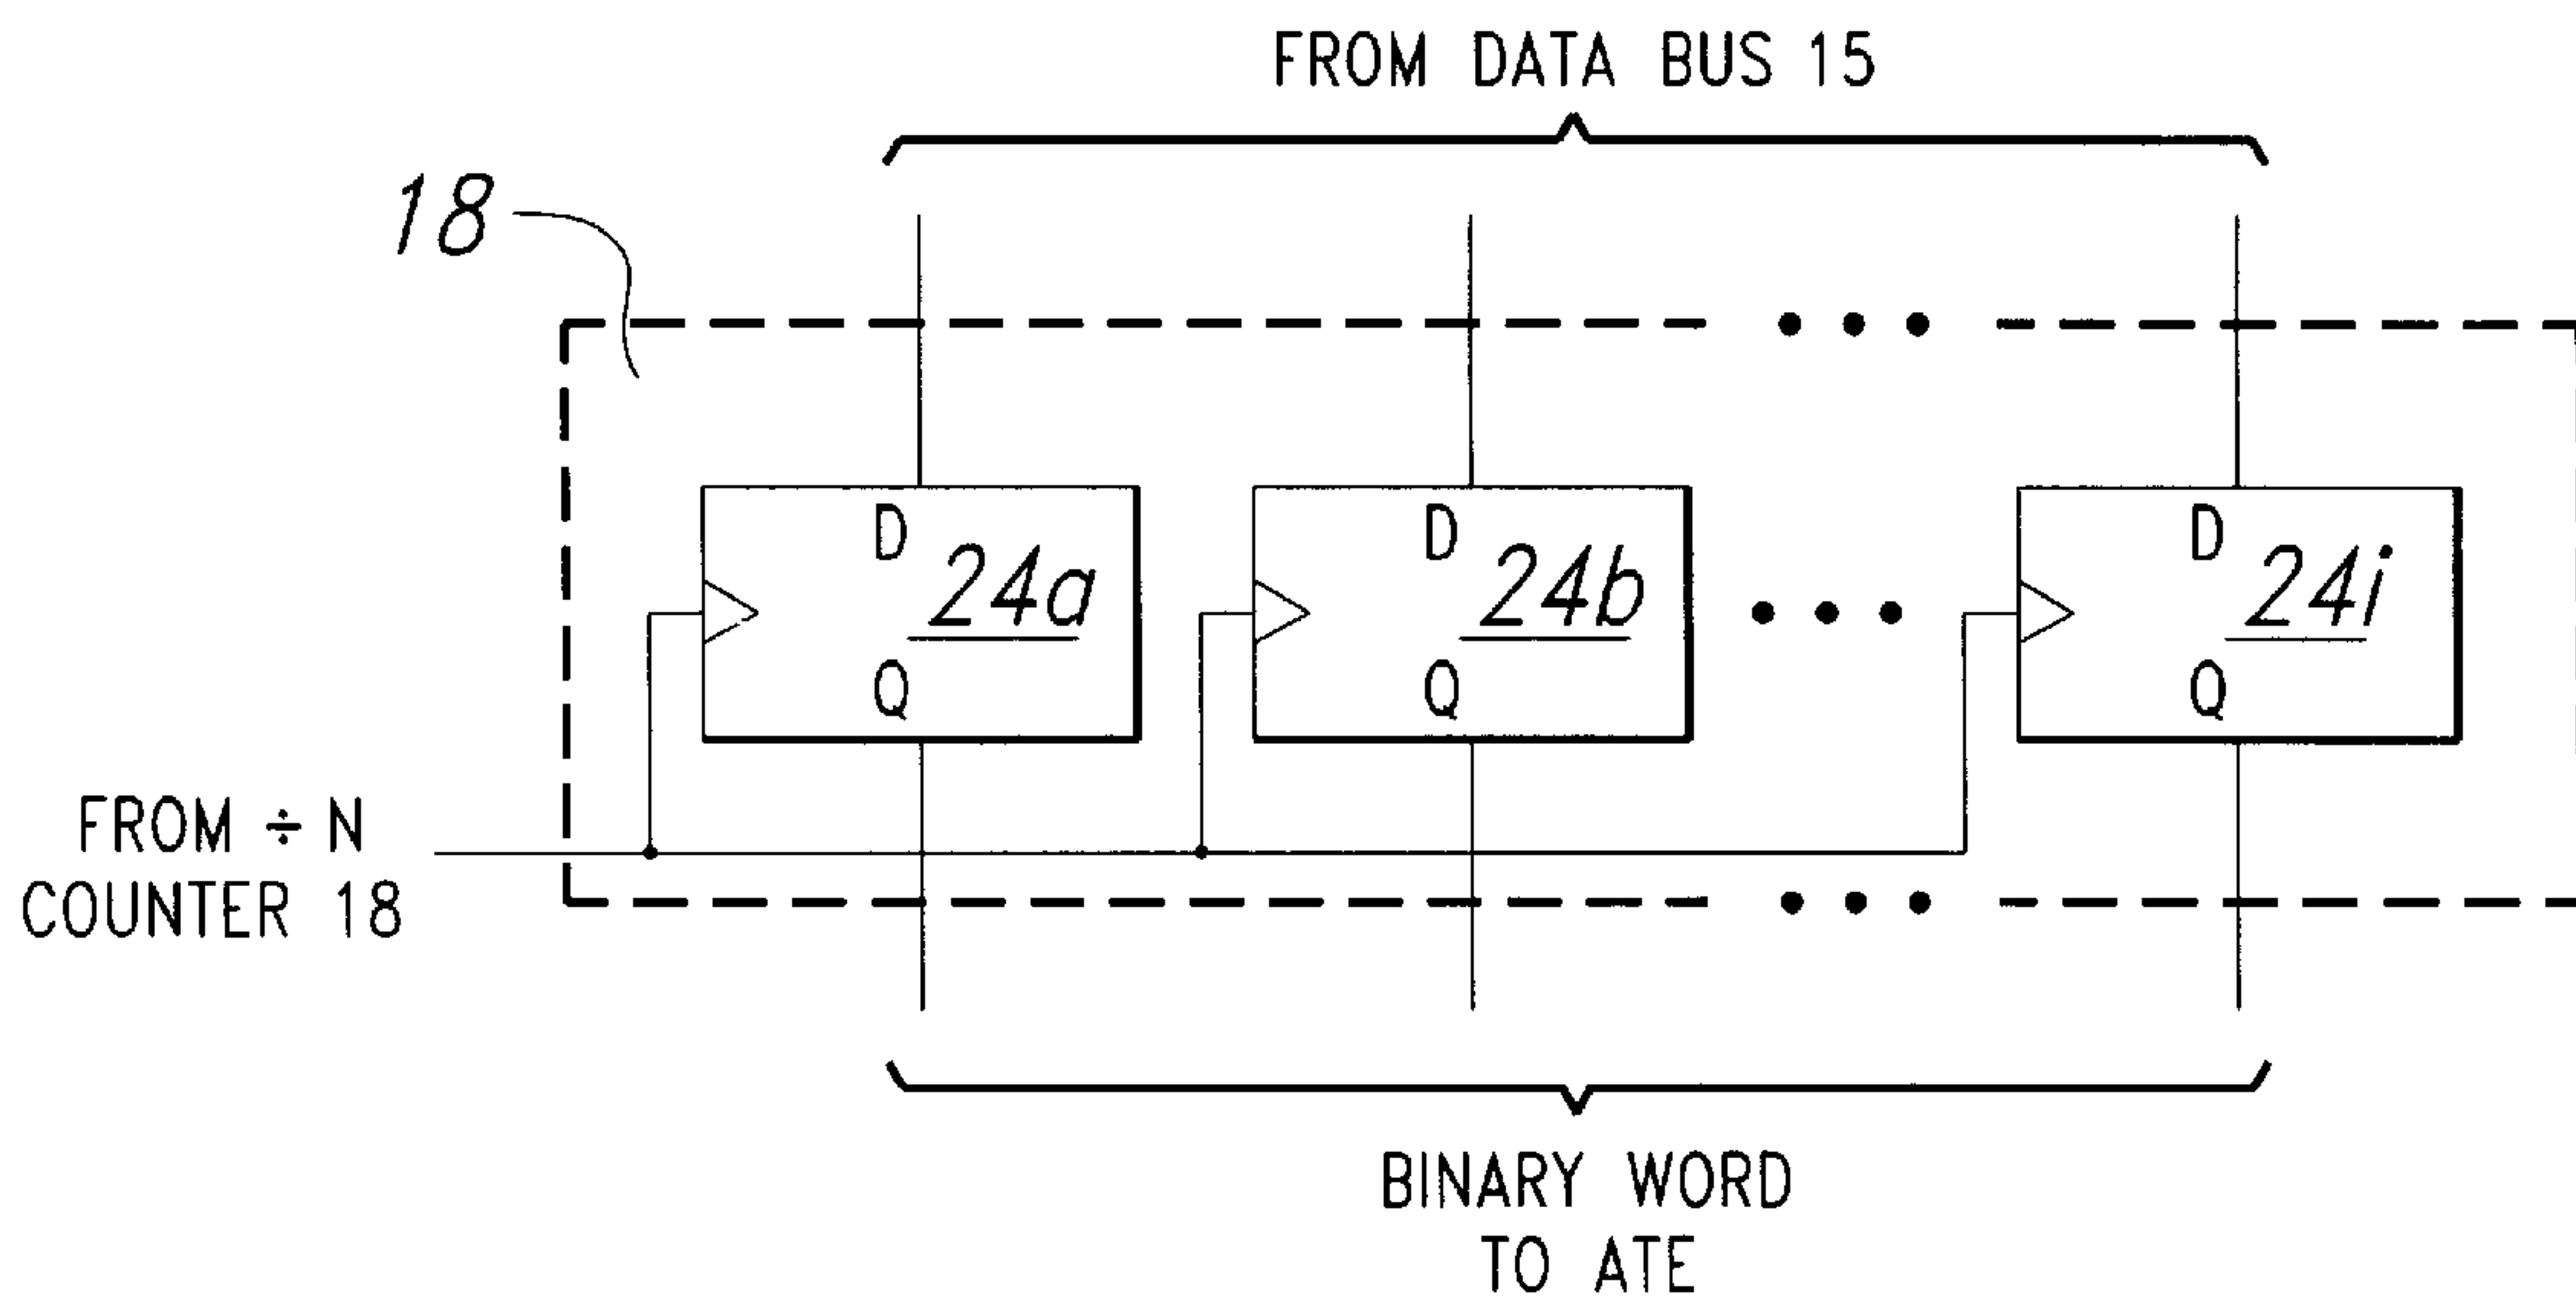 FROM DATA BUS 15
18
D
24a
Q
D
24b
Q
D
24i
Q
FROM ÷ N
COUNTER 18
BINARY WORD
TO ATE